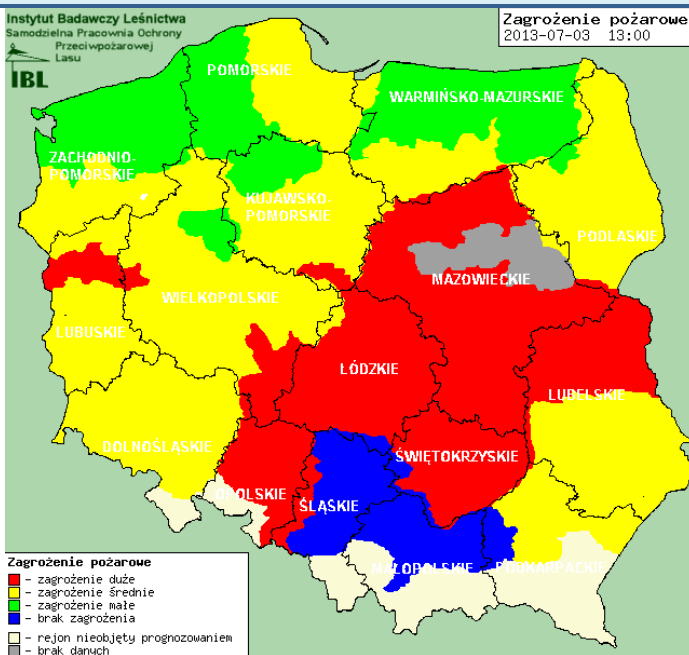 Instytut Badawczy Leśnictwa
Samodzielna Pracownia Ochrony
Przeciwpożarowej
Lasu
IBL
Zagrożenie pożarowe
2013-07-03 13:00
POMORSKIE
WARMIŃSKO-MAZURSKIE
ZACHODNIO-
POMORSKIE
KUJAWSKO-
POMORSKIE
PODLASKIE
MAZOWIECKIE
WIELKOPOLSKIE
LUBUSKIE
ŁÓDZKIE
LUBELSKIE
DOLNOŚLĄSKIE
ŚWIĘTOKRZYSKIE
OPOLSKIE
ŚLĄSKIE
MAŁOPOLSKIE
PODKARPACKIE
Zagrożenie pożarowe
- zagrożenie duże
- zagrożenie średnie
- zagrożenie małe
- brak zagrożenia
- rejon nieobjęty prognozowaniem
- brak danych